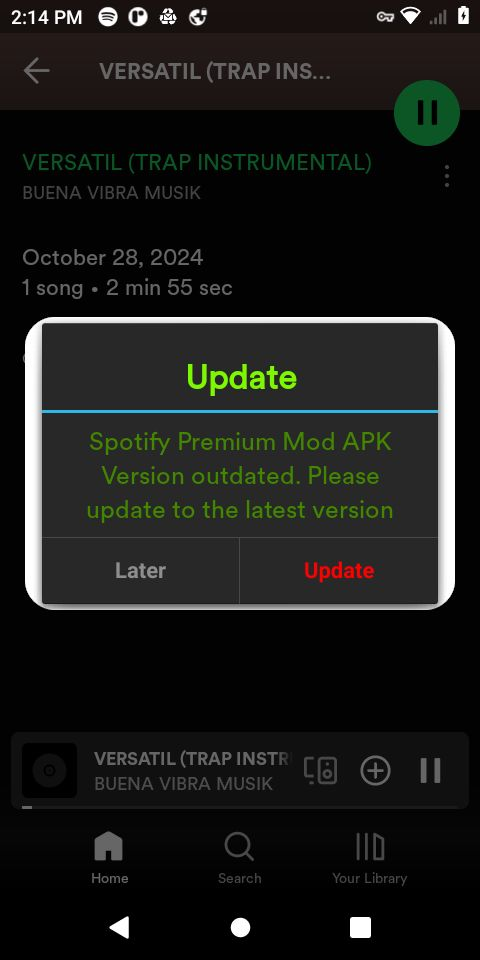 2:14 PM
VERSATIL (TRAP INS...
VERSATIL (TRAP INSTRUMENTAL)
BUENA VIBRA MUSIK
October 28, 2024
1 song • 2 min 55 sec
Update
Spotify Premium Mod APK
Version outdated. Please
update to the latest version
Later
Update
VERSATIL (TRAP INSTR
BUENA VIBRA MUSIK
Home
Search
Your Library